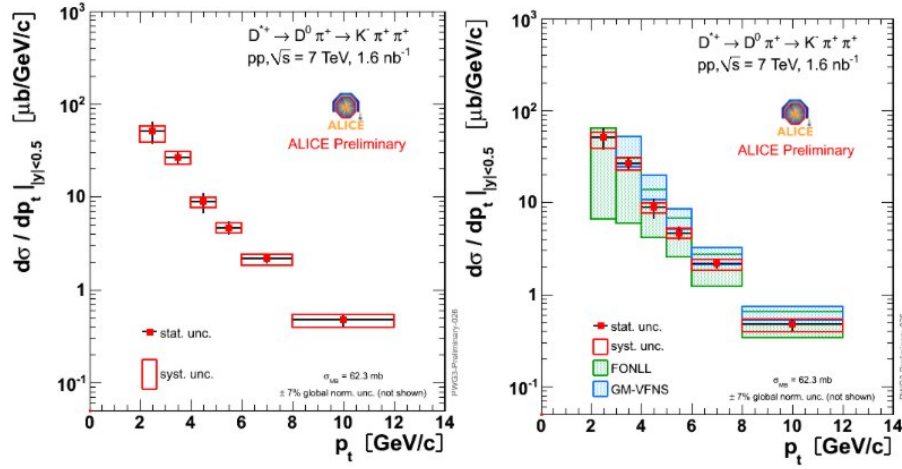 D*+ → D0 π+ → K- π+ π+
pp, √s = 7 TeV, 1.6 nb-1
ALICE
ALICE Preliminary
dσ / dpt ||y|<0.5 [μb/GeV/c]
10²
10
1
10-1
stat. unc.
syst. unc.
σMB = 62.3 mb
± 7% global norm. unc. (not shown)
PWG3-Preliminary-026
0 2 4 6 8 10 12 14
pt [GeV/c]
D*+ → D0 π+ → K- π+ π+
pp, √s = 7 TeV, 1.6 nb-1
ALICE
ALICE Preliminary
dσ / dpt ||y|<0.5 [μb/GeV/c]
10²
10
1
10-1
stat. unc.
syst. unc.
FONLL
GM-VFNS
σMB = 62.3 mb
± 7% global norm. unc. (not shown)
0 2 4 6 8 10 12 14
pt [GeV/c]